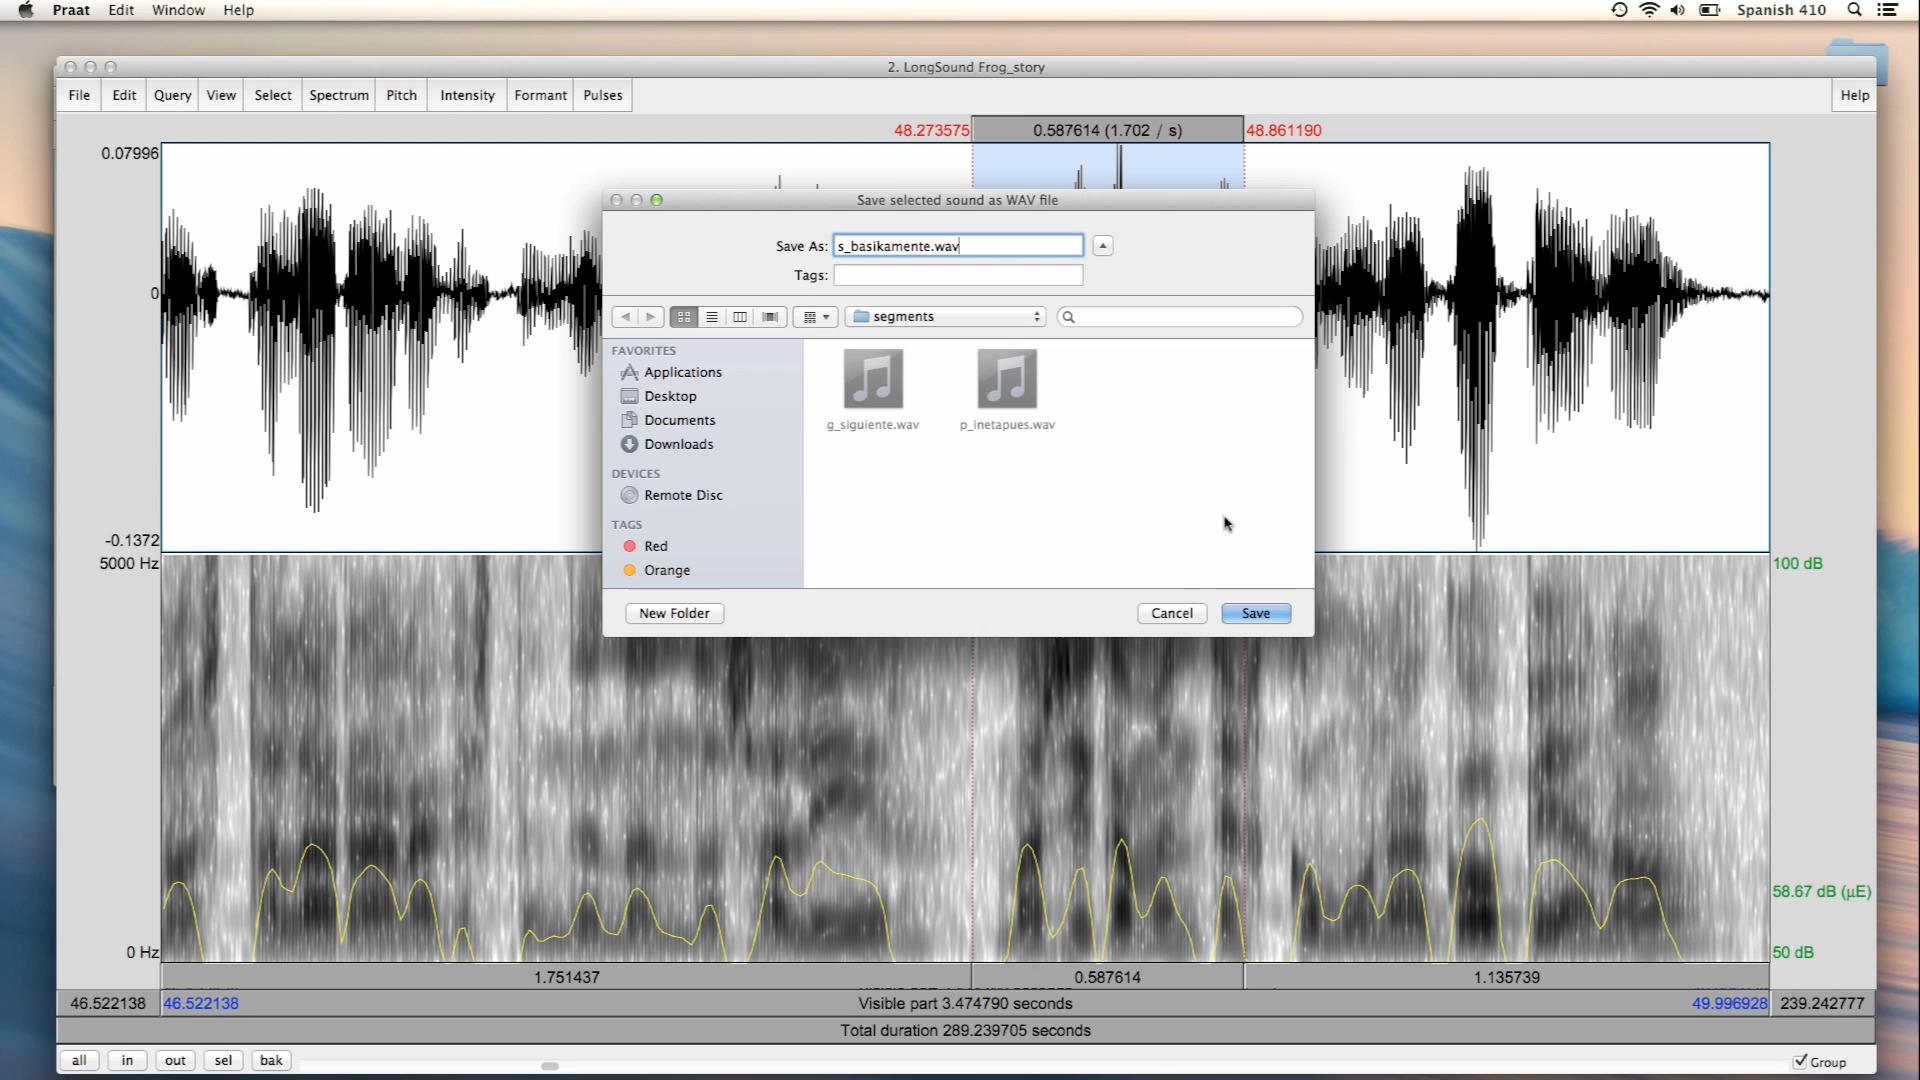 Praat Edit Window Help Spanish 410
2. LongSound Frog_story
File Edit Query View Select Spectrum Pitch Intensity Formant Pulses Help
48.273575 0.587614 (1.702 / s) 48.861190
0.07996
0
-0.1372
Save selected sound as WAV file
Save As: s_basikamente.wav
Tags:
segments
FAVORITES
Applications
Desktop
Documents
Downloads
DEVICES
Remote Disc
TAGS
Red
Orange
g_siguiente.wav p_inetapues.wav
New Folder Cancel Save
5000 Hz 100 dB
58.67 dB (µE)
0 Hz 50 dB
1.751437 0.587614 1.135739
46.522138 46.522138 Visible part 3.474790 seconds 49.996928 239.242777
Total duration 289.239705 seconds
all in out sel bak Group